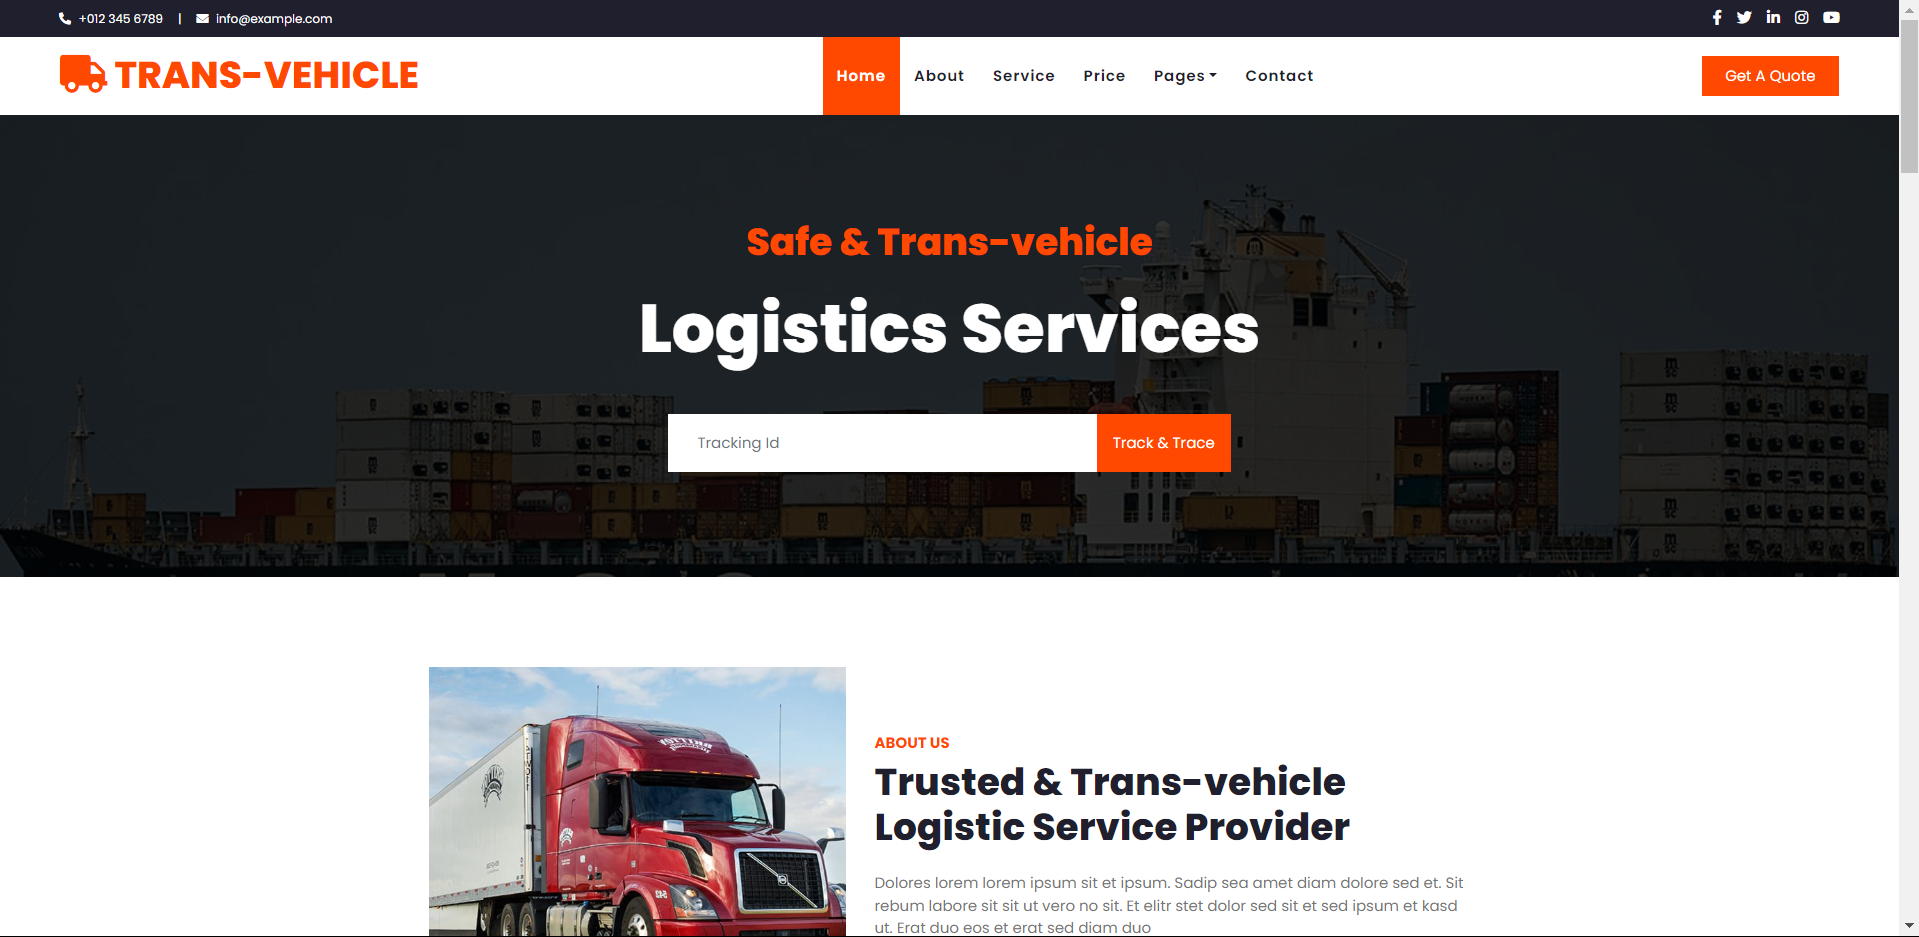 +012 345 6789 | info@example.com
TRANS-VEHICLE
Home About Service Price Pages Contact
Get A Quote
Safe & Trans-vehicle
Logistics Services
Tracking Id
Track & Trace
ABOUT US
Trusted & Trans-vehicle
Logistic Service Provider
Dolores lorem lorem ipsum sit et ipsum. Sadip sea amet diam dolore sed et. Sit
rebum labore sit sit ut vero no sit. Et elitr stet dolor sed sit et sed ipsum et kasd
ut. Erat duo eos et erat sed diam duo